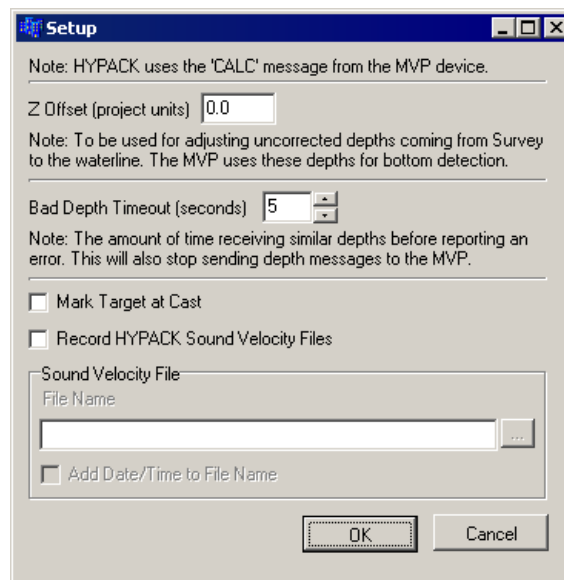 Setup
Note: HYPACK uses the 'CALC' message from the MVP device.
Z Offset (project units) 0.0
Note: To be used for adjusting uncorrected depths coming from Survey
to the waterline. The MVP uses these depths for bottom detection.
Bad Depth Timeout (seconds) 5
Note: The amount of time receiving similar depths before reporting an
error. This will also stop sending depth messages to the MVP.
Mark Target at Cast
Record HYPACK Sound Velocity Files
Sound Velocity File
File Name
...
Add Date/Time to File Name
OK Cancel